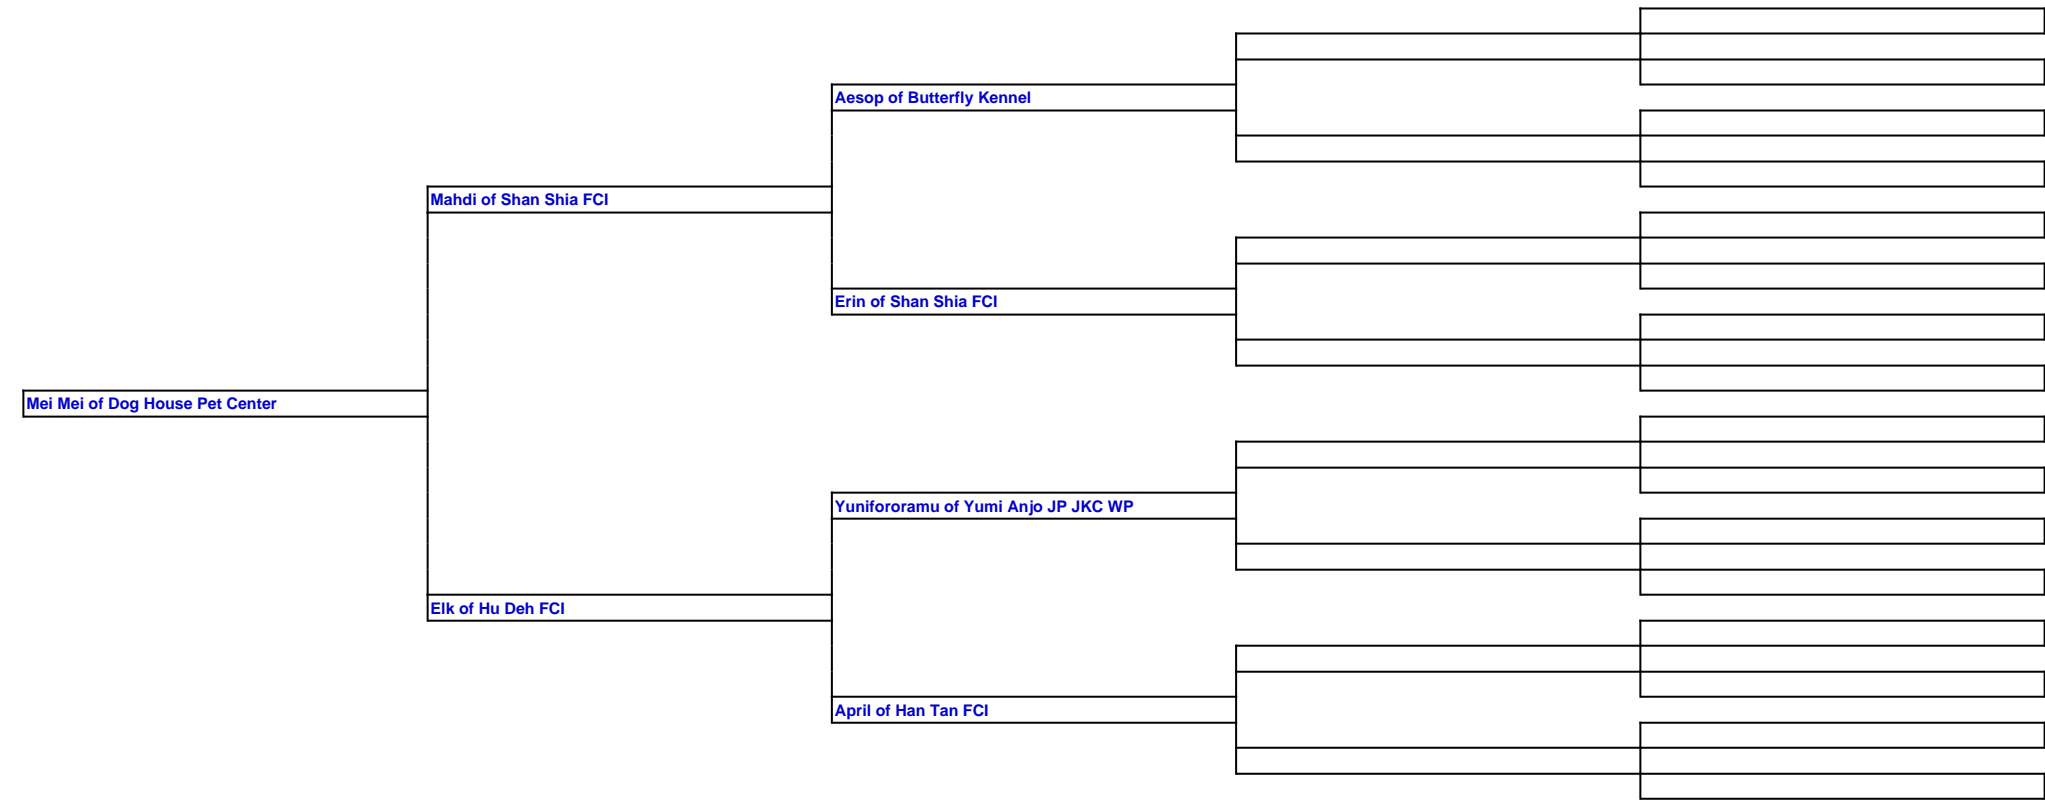 Aesop of Butterfly Kennel
Mahdi of Shan Shia FCI
Erin of Shan Shia FCI
Mei Mei of Dog House Pet Center
Yunifororamu of Yumi Anjo JP JKC WP
Elk of Hu Deh FCI
April of Han Tan FCI